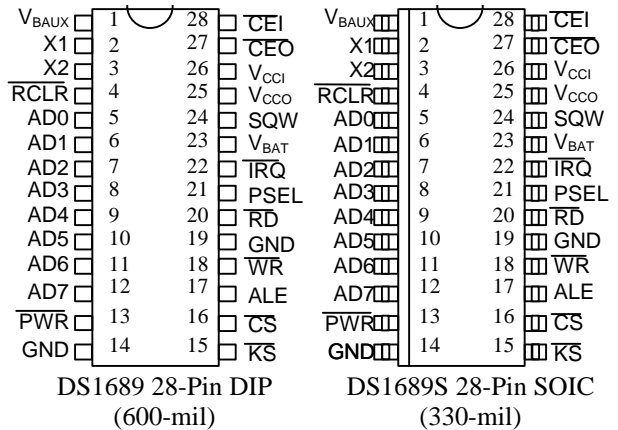 VBAUX 1 28 CEI VBAUX 1 28 CEI
X1 2 27 CEO X1 2 27 CEO
X2 3 26 VCCI X2 3 26 VCCI
RCLR 4 25 VCCO RCLR 4 25 VCCO
AD0 5 24 SQW AD0 5 24 SQW
AD1 6 23 VBAT AD1 6 23 VBAT
AD2 7 22 IRQ AD2 7 22 IRQ
AD3 8 21 PSEL AD3 8 21 PSEL
AD4 9 20 RD AD4 9 20 RD
AD5 10 19 GND AD5 10 19 GND
AD6 11 18 WR AD6 11 18 WR
AD7 12 17 ALE AD7 12 17 ALE
PWR 13 16 CS PWR 13 16 CS
GND 14 15 KS GND 14 15 KS
DS1689 28-Pin DIP DS1689S 28-Pin SOIC
(600-mil) (330-mil)